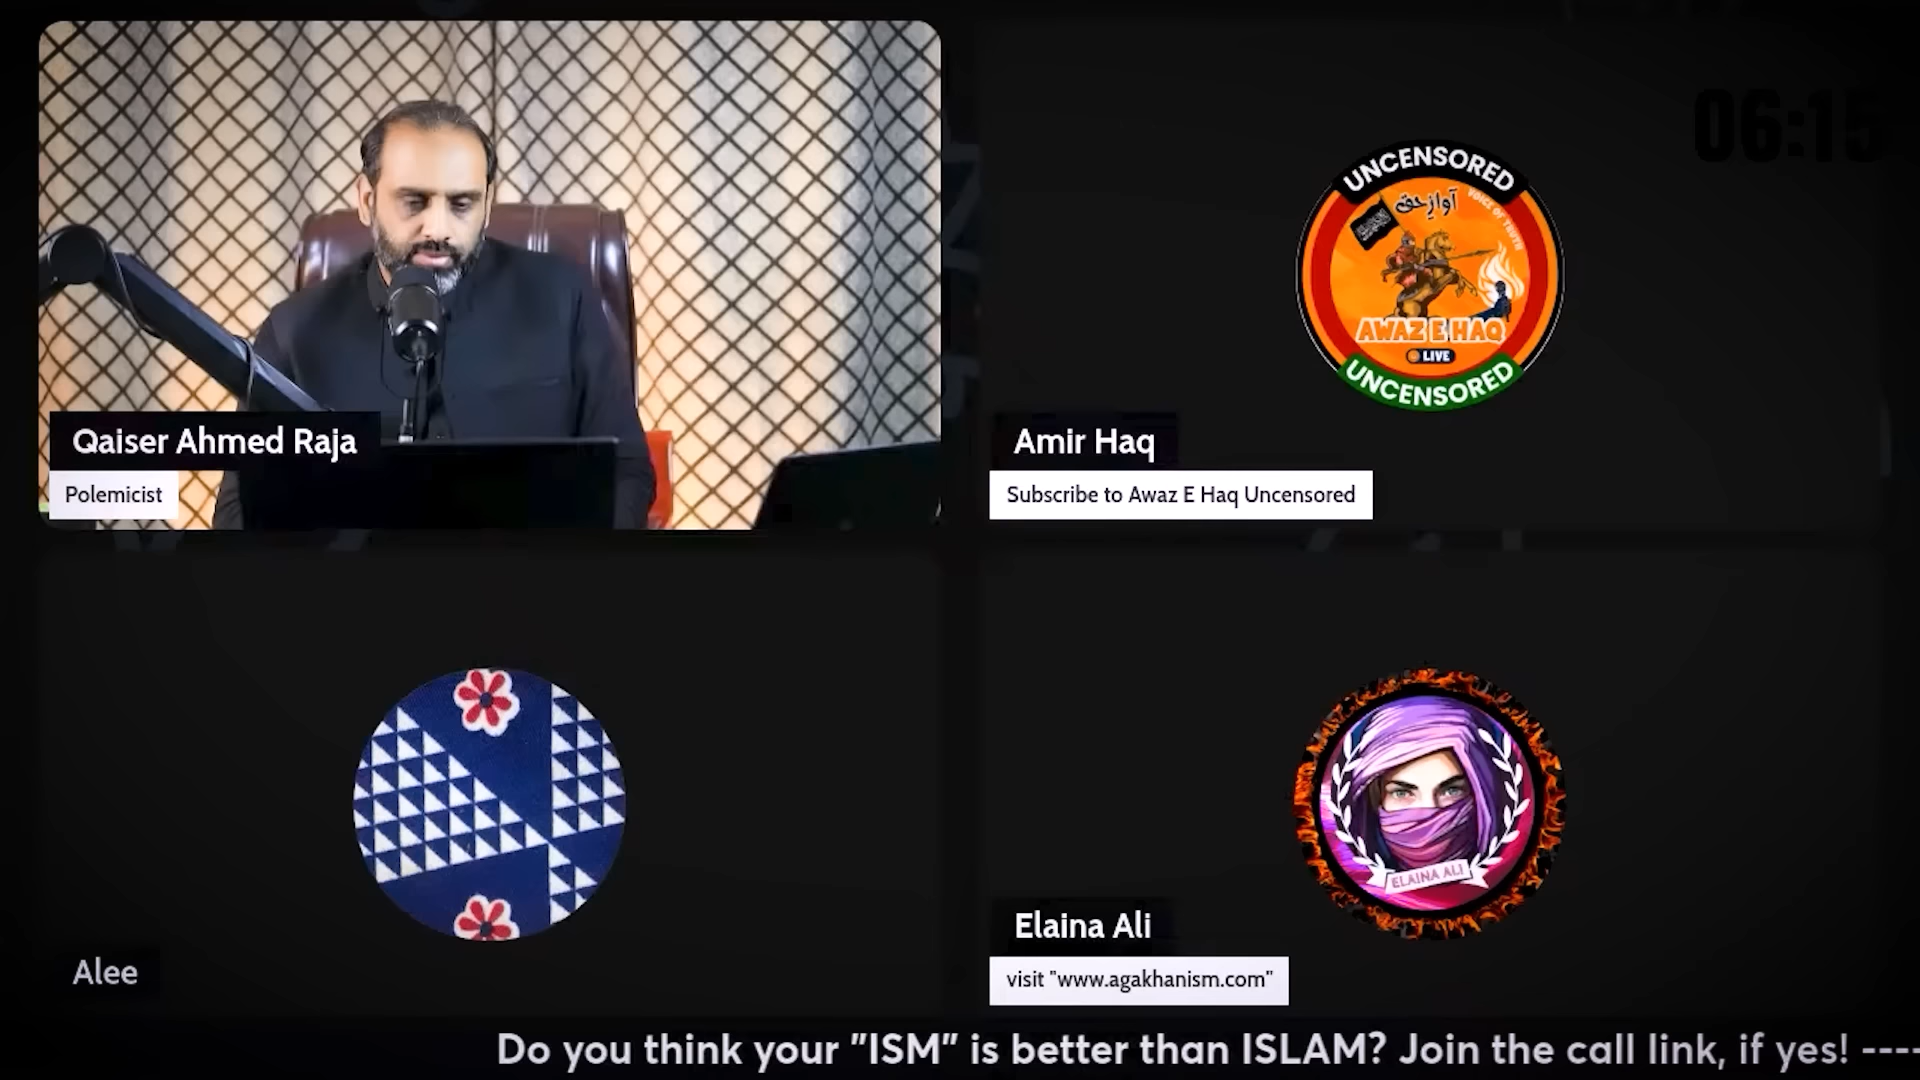 06:15
UNCENSORED
آوازِ حق
VOICE OF TRUTH
AWAZ E HAQ
LIVE
UNCENSORED
Qaiser Ahmed Raja
Polemicist
Amir Haq
Subscribe to Awaz E Haq Uncensored
ELAINA ALI
Alee
Elaina Ali
visit "www.agakhanism.com"
Do you think your "ISM" is better than ISLAM? Join the call link, if yes! ----